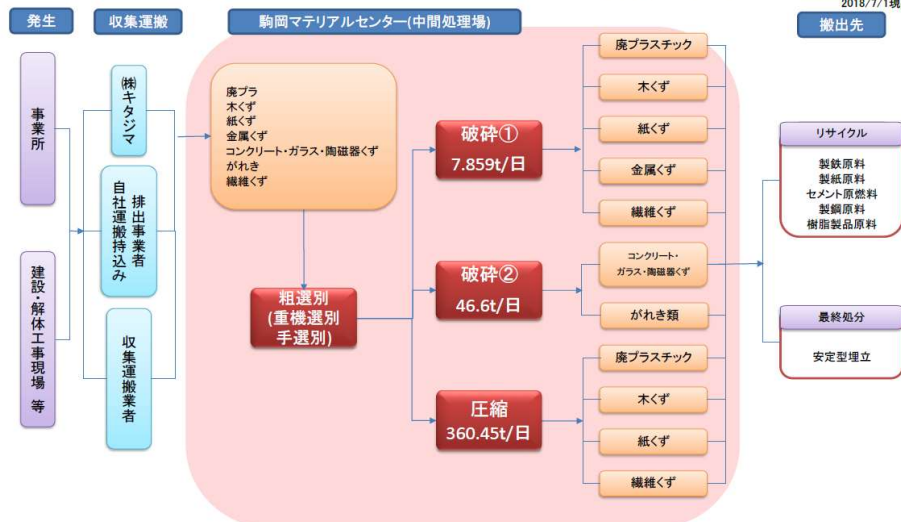 2018/7/1現
発生
収集運搬
駒岡マテリアルセンター(中間処理場)
搬出先
事業所
建設・解体工事現場 等
㈱キタジマ
排出事業者
自社運搬持込み
収集運搬業者
廃プラ
木くず
紙くず
金属くず
コンクリート・ガラス・陶磁器くず
がれき
繊維くず
粗選別
(重機選別
手選別)
破砕①
7.859t/日
破砕②
46.6t/日
圧縮
360.45t/日
廃プラスチック
木くず
紙くず
金属くず
繊維くず
コンクリート・
ガラス・陶磁器くず
がれき類
廃プラスチック
木くず
紙くず
繊維くず
リサイクル
製鉄原料
製紙原料
セメント原燃料
製鋼原料
樹脂製品原料
最終処分
安定型埋立